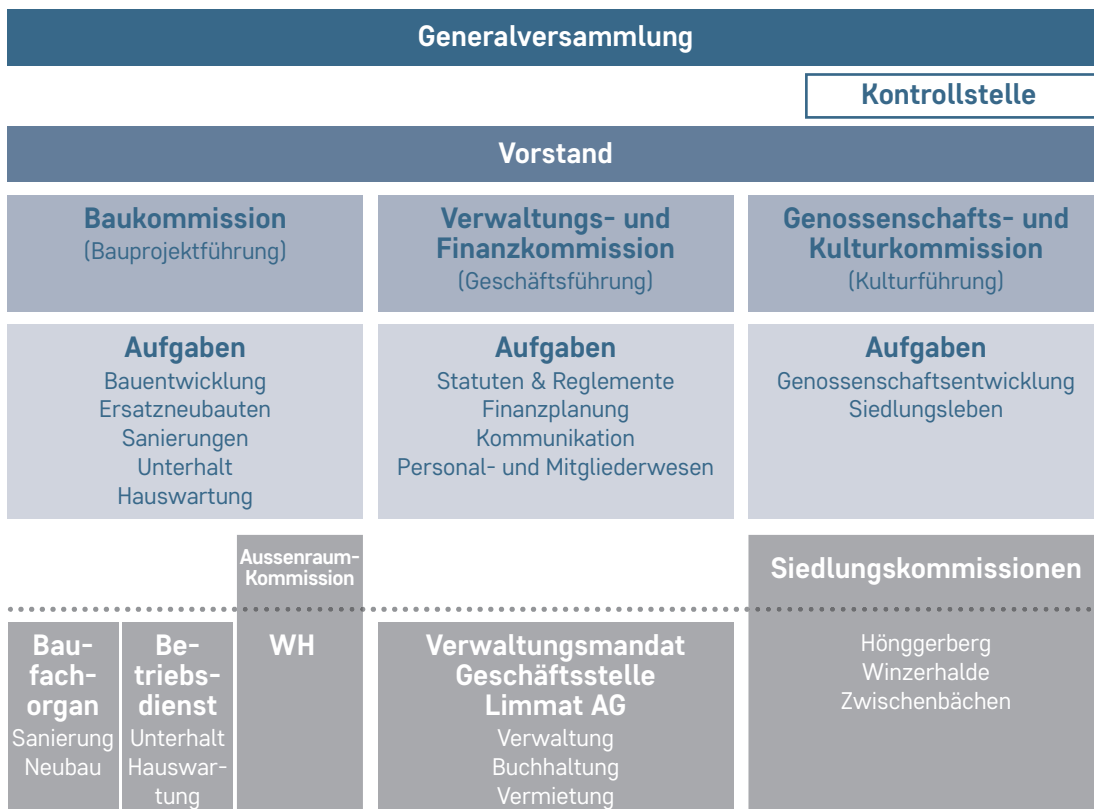 Generalversammlung
Kontrollstelle
Vorstand
Baukommission
(Bauprojektführung)
Verwaltungs- und
Finanzkommission
(Geschäftsführung)
Genossenschafts- und
Kulturkommission
(Kulturführung)
Aufgaben
Bauentwicklung
Ersatzneubauten
Sanierungen
Unterhalt
Hauswartung
Aufgaben
Statuten & Reglemente
Finanzplanung
Kommunikation
Personal- und Mitgliederwesen
Aufgaben
Genossenschaftsentwicklung
Siedlungsleben
Bau-
fach-
organ
Sanierung
Neubau
Be-
triebs-
dienst
Unterhalt
Hauswar-
tung
Aussenraum-
Kommission
WH
Verwaltungsmandat
Geschäftsstelle
Limmat AG
Verwaltung
Buchhaltung
Vermietung
Siedlungskommissionen
Hönggerberg
Winzerhalde
Zwischenbächen